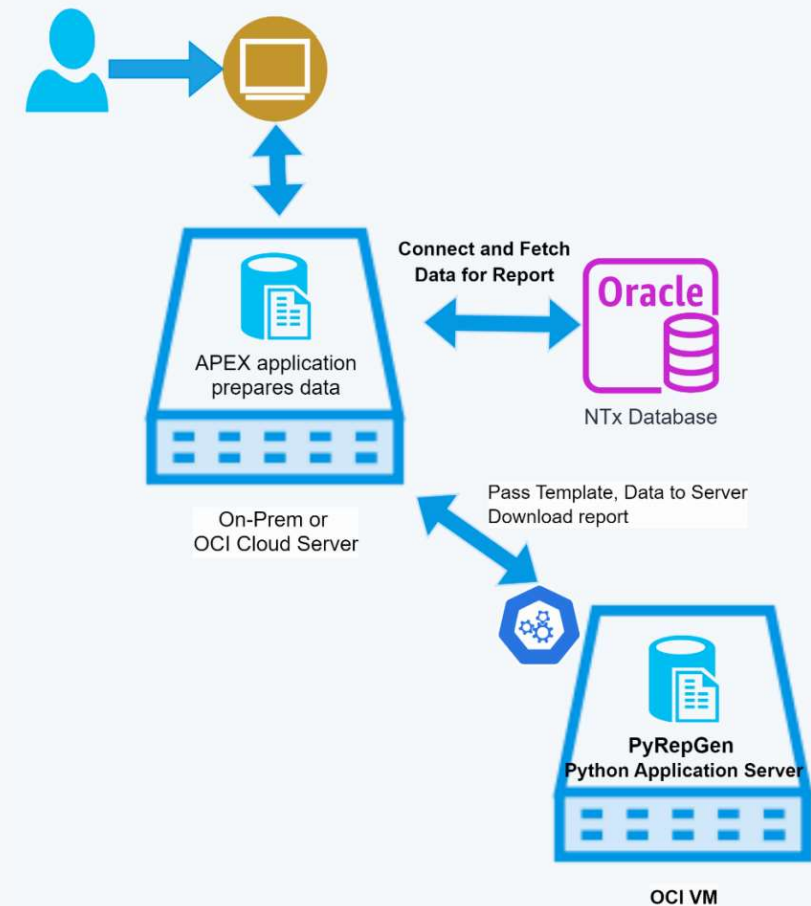 Connect and Fetch
Data for Report
Oracle
APEX application
prepares data
NTx Database
Pass Template, Data to Server
Download report
On-Prem or
OCI Cloud Server
PyRepGen
Python Application Server
OCI VM